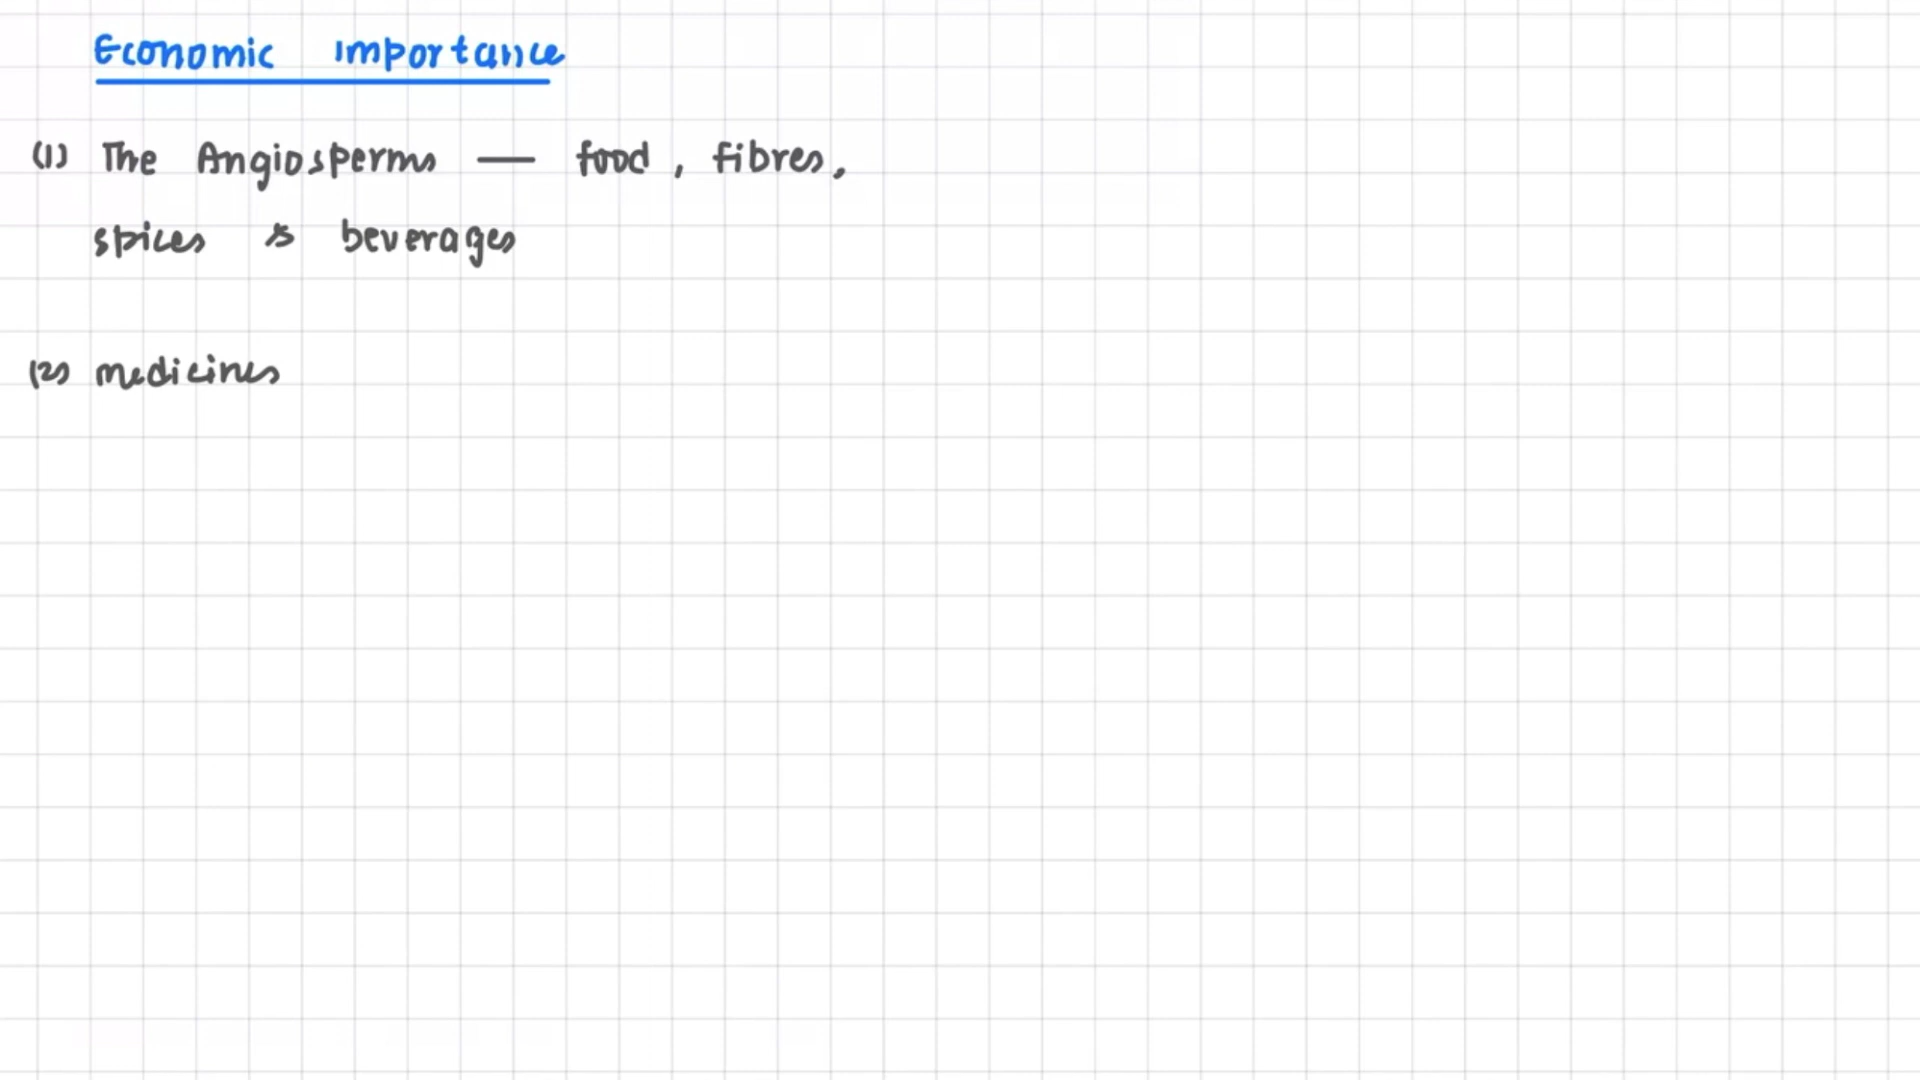 Economic importance
(1) The Angiosperms — food, fibres,
spices & beverages
(2) medicines